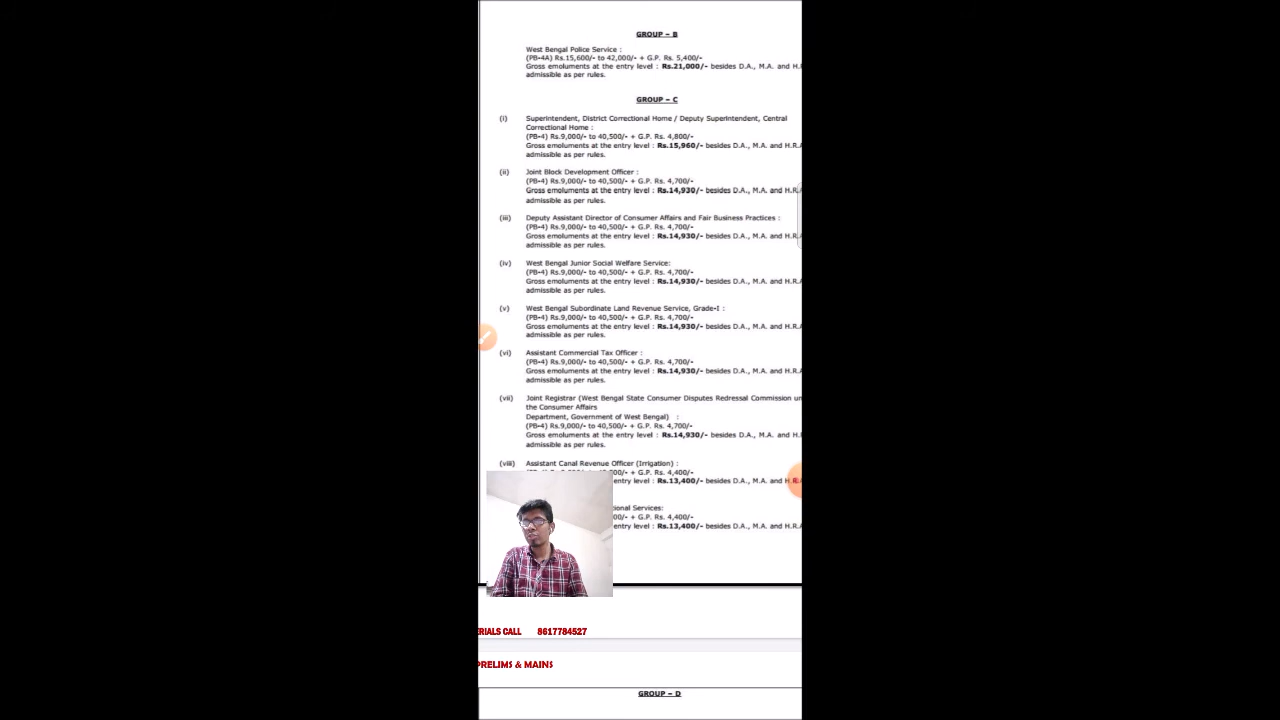 GROUP – B
West Bengal Police Service :
(PB-4A) Rs.15,600/- to 42,000/- + G.P. Rs. 5,400/-
Gross emoluments at the entry level : Rs.21,000/- besides D.A., M.A. and
admissible as per rules.
GROUP – C
(i) Superintendent, District Correctional Home / Deputy Superintendent, Central
Correctional Home :
(PB-4) Rs.9,000/- to 40,500/- + G.P. Rs. 4,800/-
Gross emoluments at the entry level : Rs.15,960/- besides D.A., M.A. and H.R.A
admissible as per rules.
(ii) Joint Block Development Officer :
(PB-4) Rs.9,000/- to 40,500/- + G.P. Rs. 4,700/-
Gross emoluments at the entry level : Rs.14,930/- besides D.A., M.A. and H.R.A
admissible as per rules.
(iii) Deputy Assistant Director of Consumer Affairs and Fair Business Practices :
(PB-4) Rs.9,000/- to 40,500/- + G.P. Rs. 4,700/-
Gross emoluments at the entry level : Rs.14,930/- besides D.A., M.A. and H.R.A
admissible as per rules.
(iv) West Bengal Junior Social Welfare Service:
(PB-4) Rs.9,000/- to 40,500/- + G.P. Rs. 4,700/-
Gross emoluments at the entry level : Rs.14,930/- besides D.A., M.A. and H.R.A
admissible as per rules.
(v) West Bengal Subordinate Land Revenue Service, Grade-I :
(PB-4) Rs.9,000/- to 40,500/- + G.P. Rs. 4,700/-
Gross emoluments at the entry level : Rs.14,930/- besides D.A., M.A. and H.R.A
admissible as per rules.
(vi) Assistant Commercial Tax Officer :
(PB-4) Rs.9,000/- to 40,500/- + G.P. Rs. 4,700/-
Gross emoluments at the entry level : Rs.14,930/- besides D.A., M.A. and H.R.A
admissible as per rules.
(vii) Joint Registrar (West Bengal State Consumer Disputes Redressal Commission
the Consumer Affairs
Department, Government of West Bengal) :
(PB-4) Rs.9,000/- to 40,500/- + G.P. Rs. 4,700/-
Gross emoluments at the entry level : Rs.14,930/- besides D.A., M.A. and
admissible as per rules.
(viii) Assistant Canal Revenue Officer (Irrigation) :
+ G.P. Rs. 4,400/-
entry level : Rs.13,400/- besides D.A., M.A. and H.R.A
Services:
+ G.P. Rs. 4,400/-
entry level : Rs.13,400/- besides D.A., M.A. and H.R.A
CALL 8617784527
PRELIMS & MAINS
GROUP – D